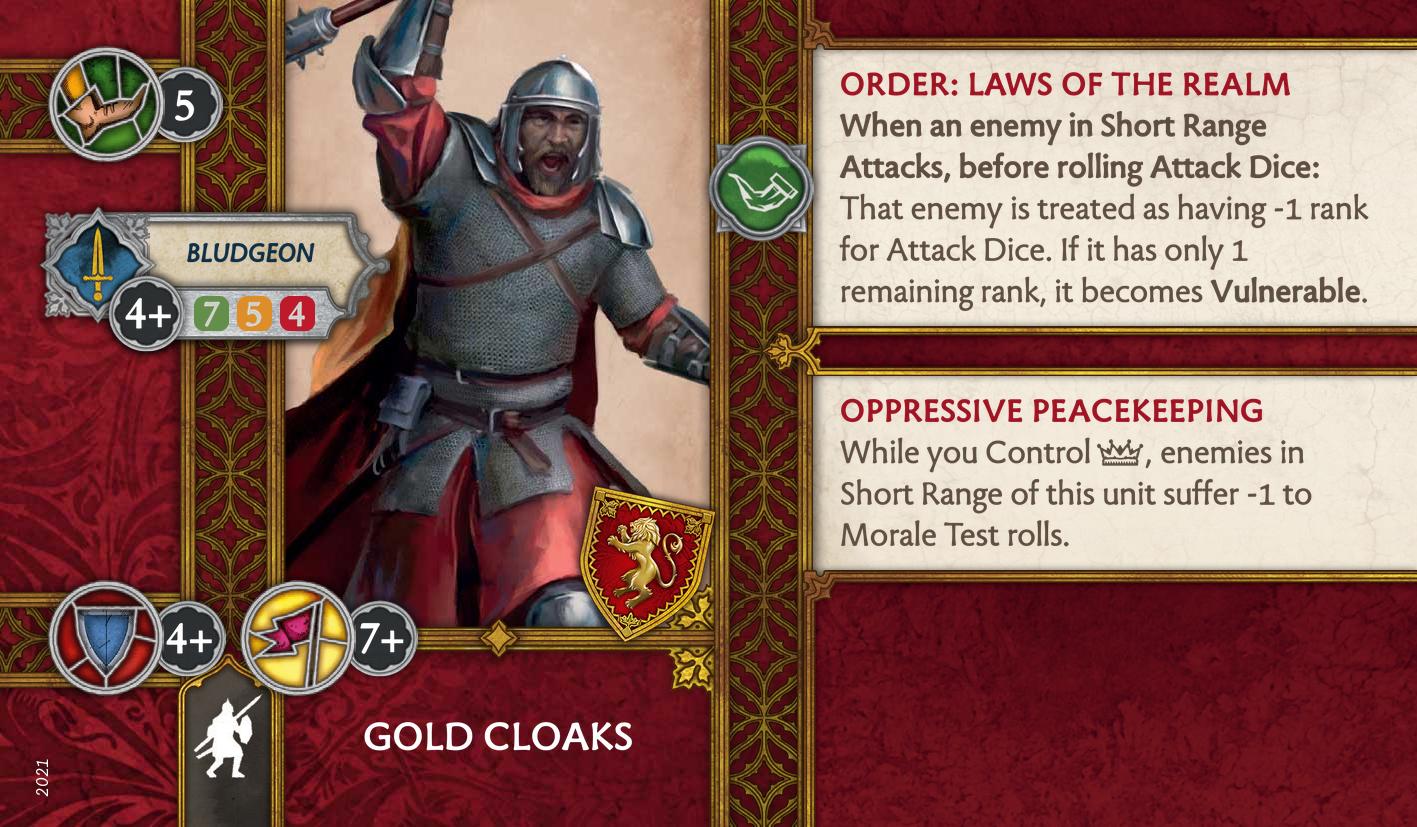 5
BLUDGEON
4+ 7 5 4
4+
7+
GOLD CLOAKS
2021
ORDER: LAWS OF THE REALM
When an enemy in Short Range
Attacks, before rolling Attack Dice:
That enemy is treated as having -1 rank
for Attack Dice. If it has only 1
remaining rank, it becomes Vulnerable.
OPPRESSIVE PEACEKEEPING
While you Control , enemies in
Short Range of this unit suffer -1 to
Morale Test rolls.